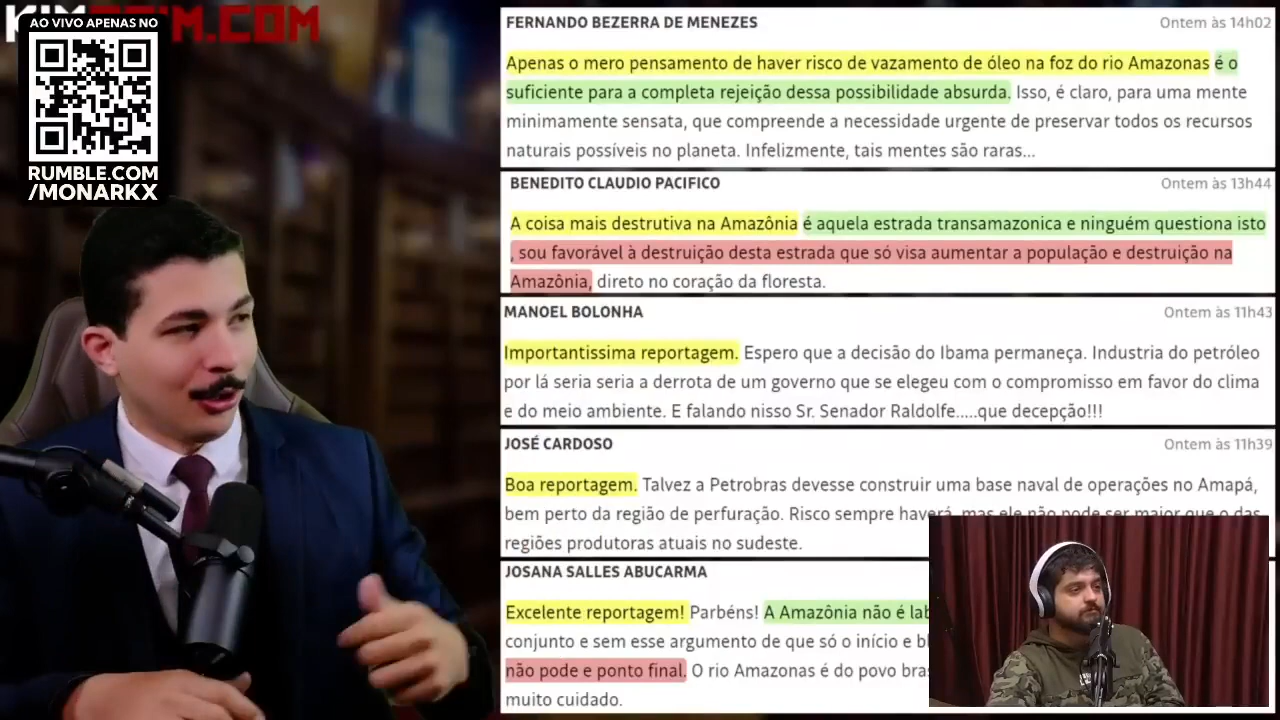 AO VIVO APENAS NO
RUMBLE.COM
/MONARKX
FERNANDO BEZERRA DE MENEZES
Ontem às 14h02
Apenas o mero pensamento de haver risco de vazamento de óleo na foz do rio Amazonas é o
suficiente para a completa rejeição dessa possibilidade absurda. Isso, é claro, para uma mente
minimamente sensata, que compreende a necessidade urgente de preservar todos os recursos
naturais possíveis no planeta. Infelizmente, tais mentes são raras...
BENEDITO CLAUDIO PACIFICO
Ontem às 13h44
A coisa mais destrutiva na Amazônia é aquela estrada transamazonica e ninguém questiona isto
, sou favorável à destruição desta estrada que só visa aumentar a população e destruição na
Amazônia, direto no coração da floresta.
MANOEL BOLONHA
Ontem às 11h43
Importantissima reportagem. Espero que a decisão do Ibama permaneça. Industria do petróleo
por lá seria seria a derrota de um governo que se elegeu com o compromisso em favor do clima
e do meio ambiente. E falando nisso Sr. Senador Raldolfe.....que decepção!!!
JOSÉ CARDOSO
Ontem às 11h39
Boa reportagem. Talvez a Petrobras devesse construir uma base naval de operações no Amapá,
bem perto da região de perfuração. Risco sempre haverá, mas ele não pode ser maior que o das
regiões produtoras atuais no sudeste.
JOSANA SALLES ABUCARMA
Excelente reportagem! Parbéns! A Amazônia não é
conjunto e sem esse argumento de que só o início e
não pode e ponto final. O rio Amazonas é do povo
muito cuidado.